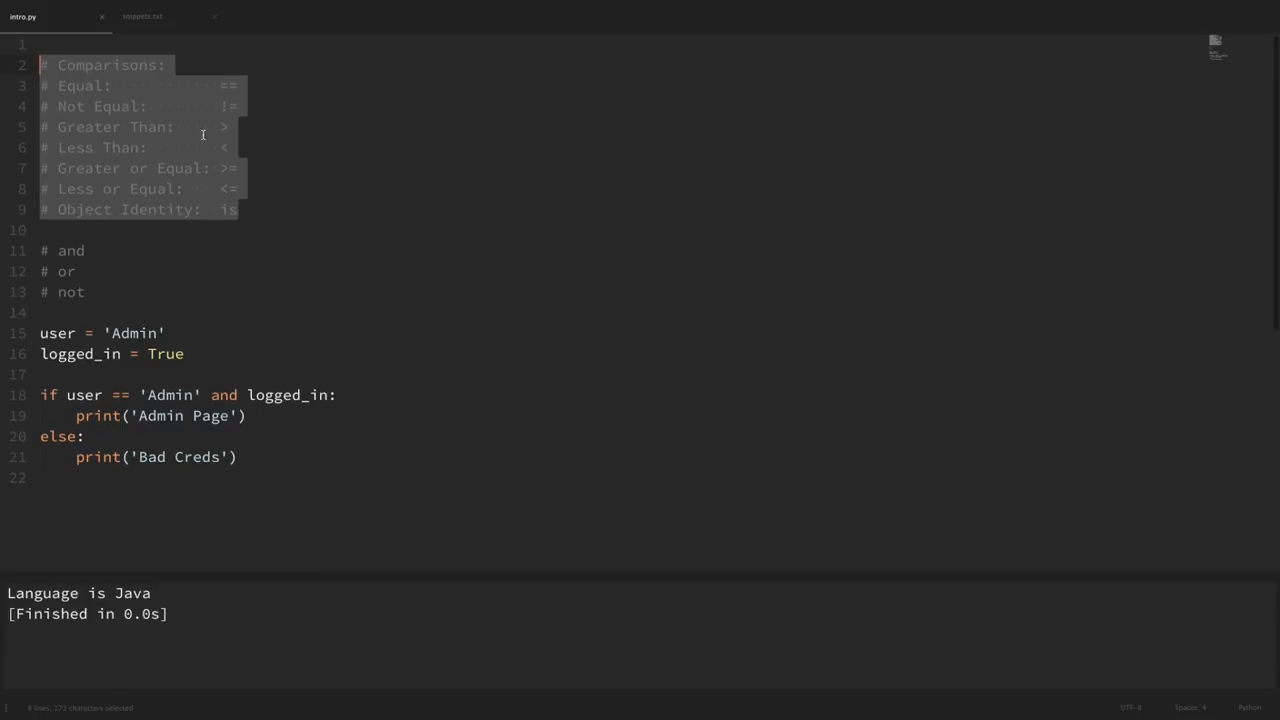 intro.py × snippets.txt ×
1
2 # Comparisons:
3 # Equal: ==
4 # Not Equal: !=
5 # Greater Than: >
6 # Less Than: <
7 # Greater or Equal: >=
8 # Less or Equal: <=
9 # Object Identity: is
10
11 # and
12 # or
13 # not
14
15 user = 'Admin'
16 logged_in = True
17
18 if user == 'Admin' and logged_in:
19     print('Admin Page')
20 else:
21     print('Bad Creds')
22
Language is Java
[Finished in 0.0s]
8 lines, 171 characters selected UTF-8 Spaces: 4 Python